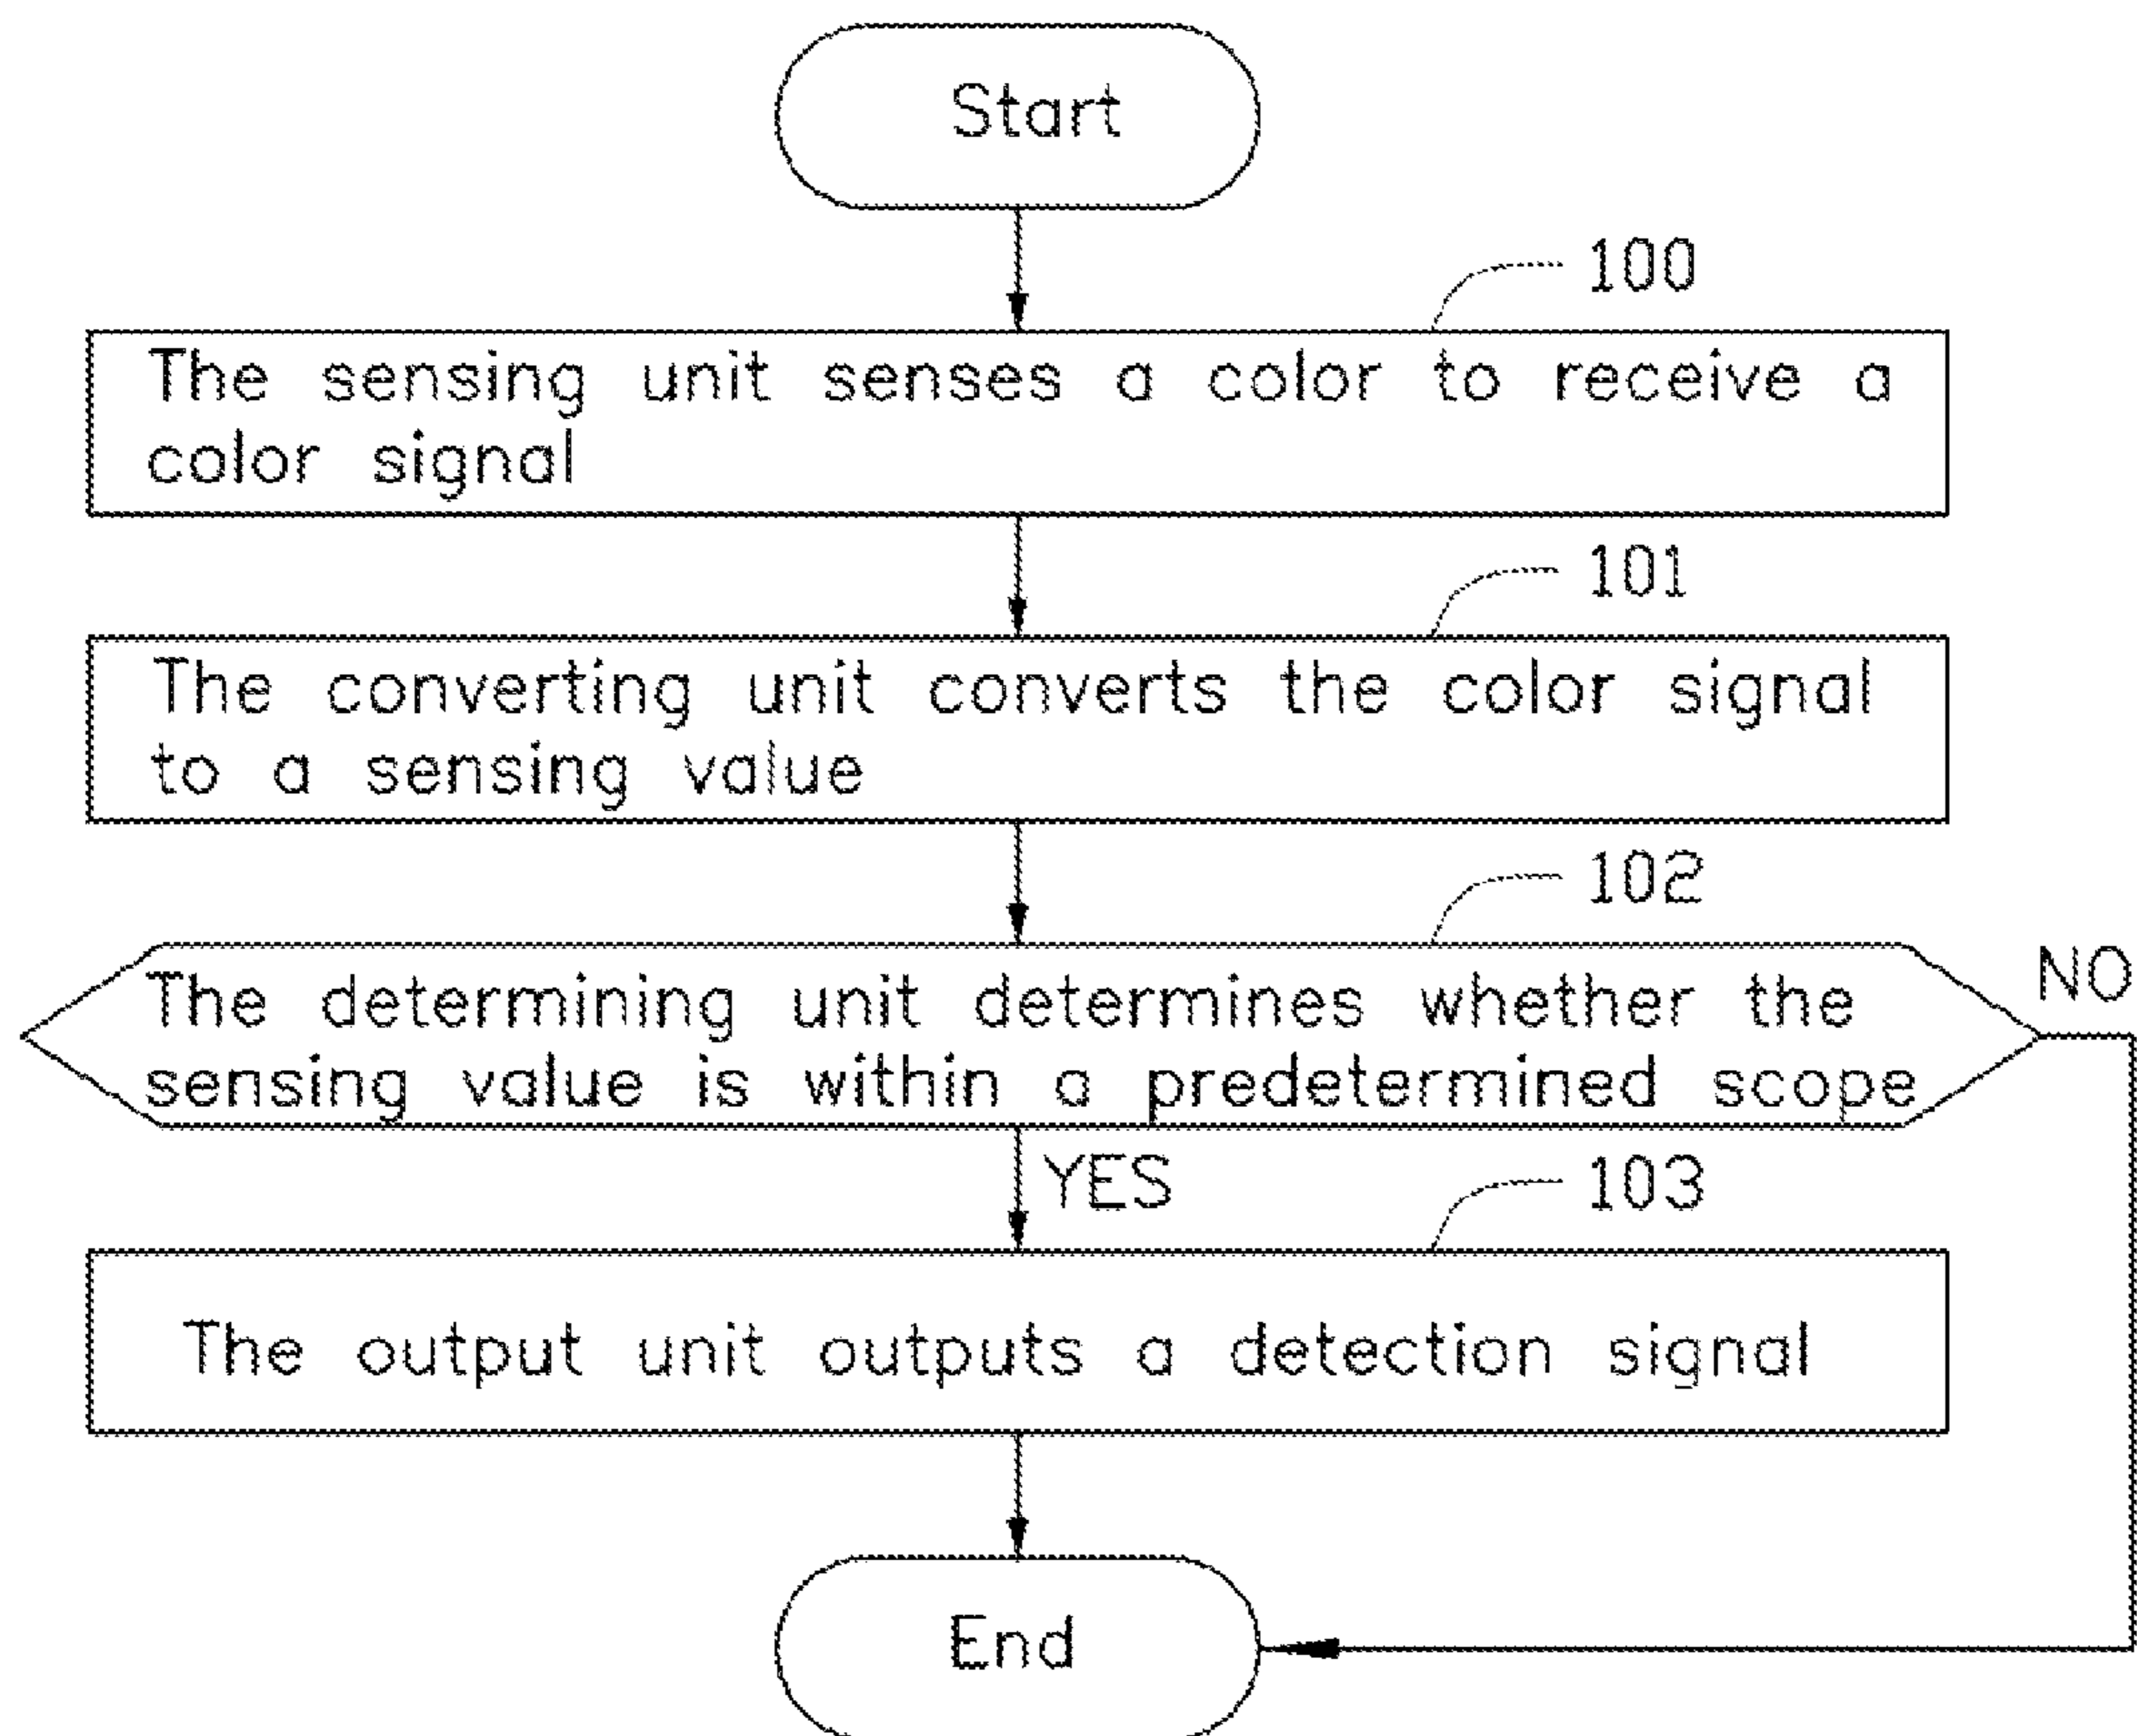 Start
100
The sensing unit senses a color to receive a
color signal
101
The converting unit converts the color signal
to a sensing value
102
The determining unit determines whether the
sensing value is within a predetermined scope
NO
YES
103
The output unit outputs a detection signal
End